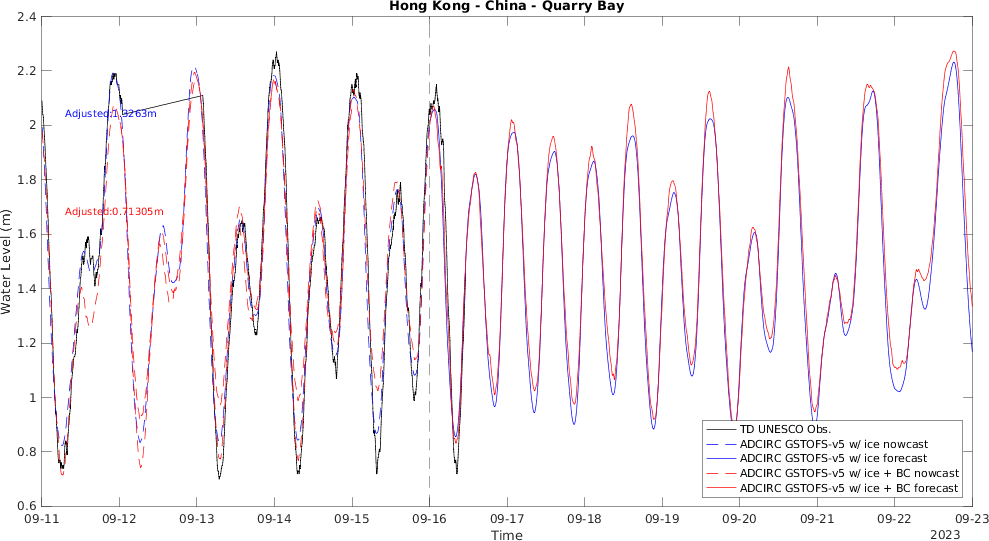 Hong Kong - China - Quarry Bay
2.4
2.2
2
1.8
1.6
1.4
1.2
1
0.8
0.6
Water Level (m)
Adjusted:1.3263m
Adjusted:0.71305m
TD UNESCO Obs.
ADCIRC GSTOFS-v5 w/ ice nowcast
ADCIRC GSTOFS-v5 w/ ice forecast
ADCIRC GSTOFS-v5 w/ ice + BC nowcast
ADCIRC GSTOFS-v5 w/ ice + BC forecast
09-11 09-12 09-13 09-14 09-15 09-16 09-17 09-18 09-19 09-20 09-21 09-22 09-23
Time
2023